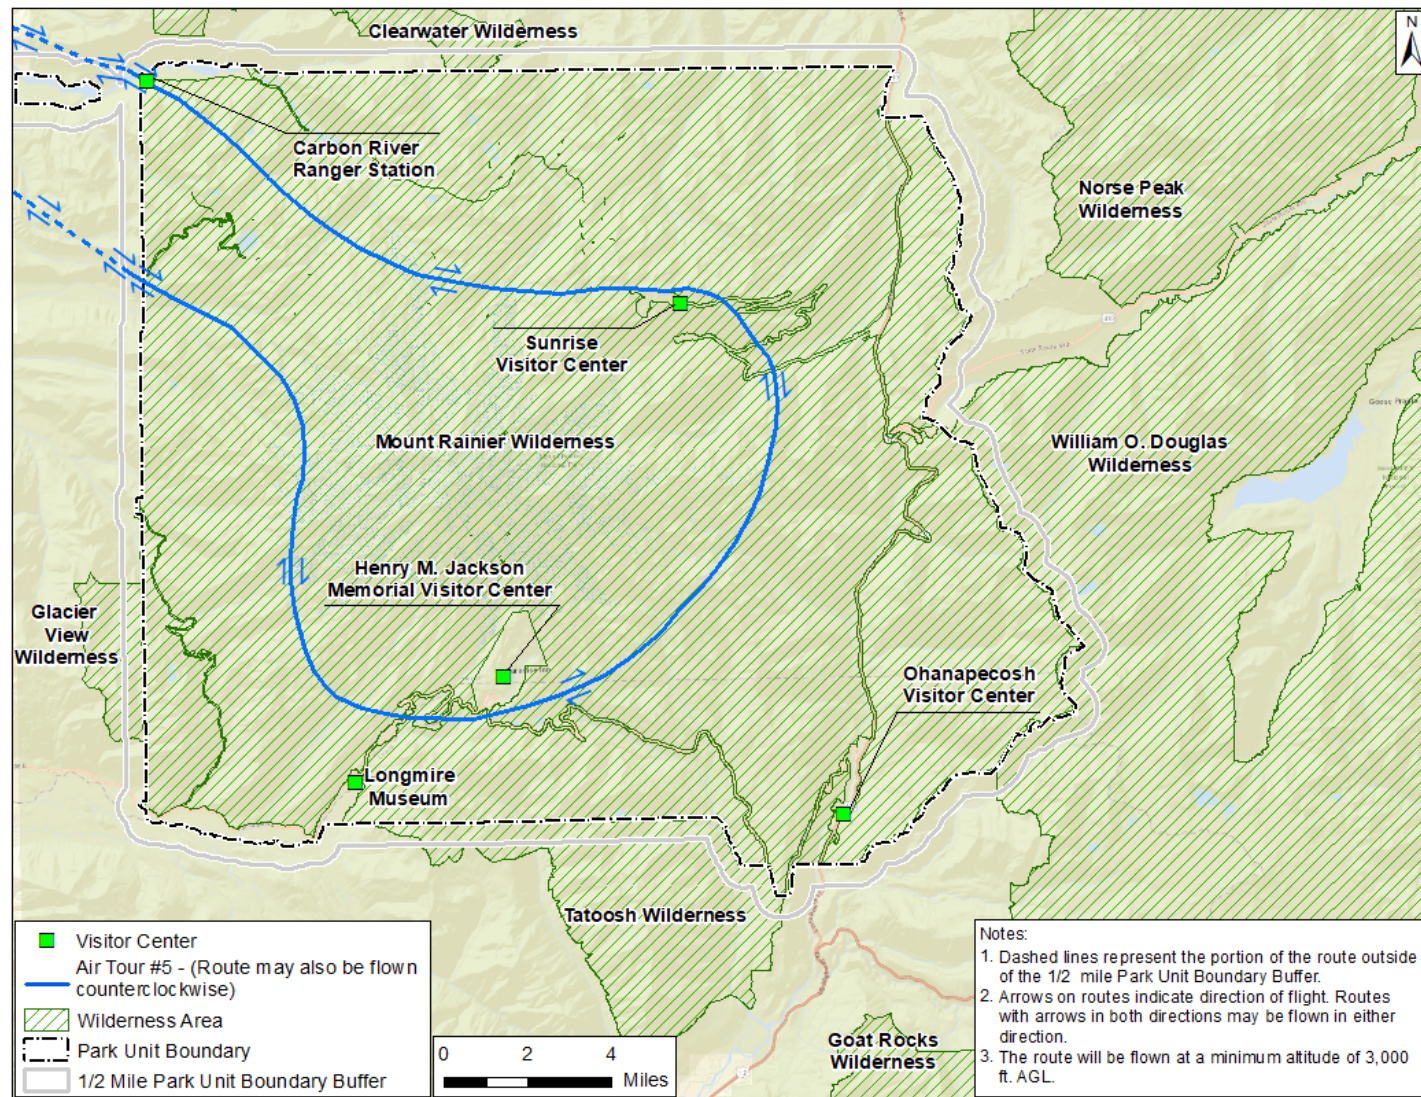 Clearwater Wilderness
N
Carbon River
Ranger Station
Norse Peak
Wilderness
Sunrise
Visitor Center
Mount Rainier Wilderness
William O. Douglas
Wilderness
Henry M. Jackson
Memorial Visitor Center
Glacier
View
Wilderness
Ohanapecosh
Visitor Center
Longmire
Museum
Tatoosh Wilderness
Goat Rocks
Wilderness
Visitor Center
Air Tour #5 - (Route may also be flown
counterclockwise)
Wilderness Area
Park Unit Boundary
1/2 Mile Park Unit Boundary Buffer
0 2 4
Miles
Notes:
1. Dashed lines represent the portion of the route outside
of the 1/2 mile Park Unit Boundary Buffer.
2. Arrows on routes indicate direction of flight. Routes
with arrows in both directions may be flown in either
direction.
3. The route will be flown at a minimum altitude of 3,000
ft. AGL.